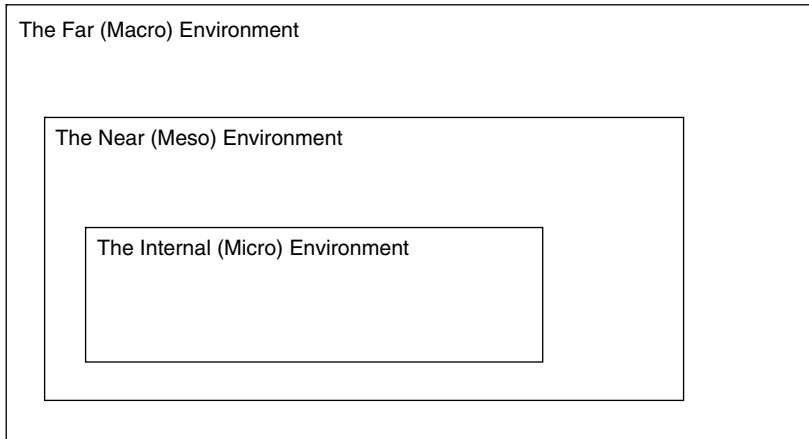 The Far (Macro) Environment
The Near (Meso) Environment
The Internal (Micro) Environment